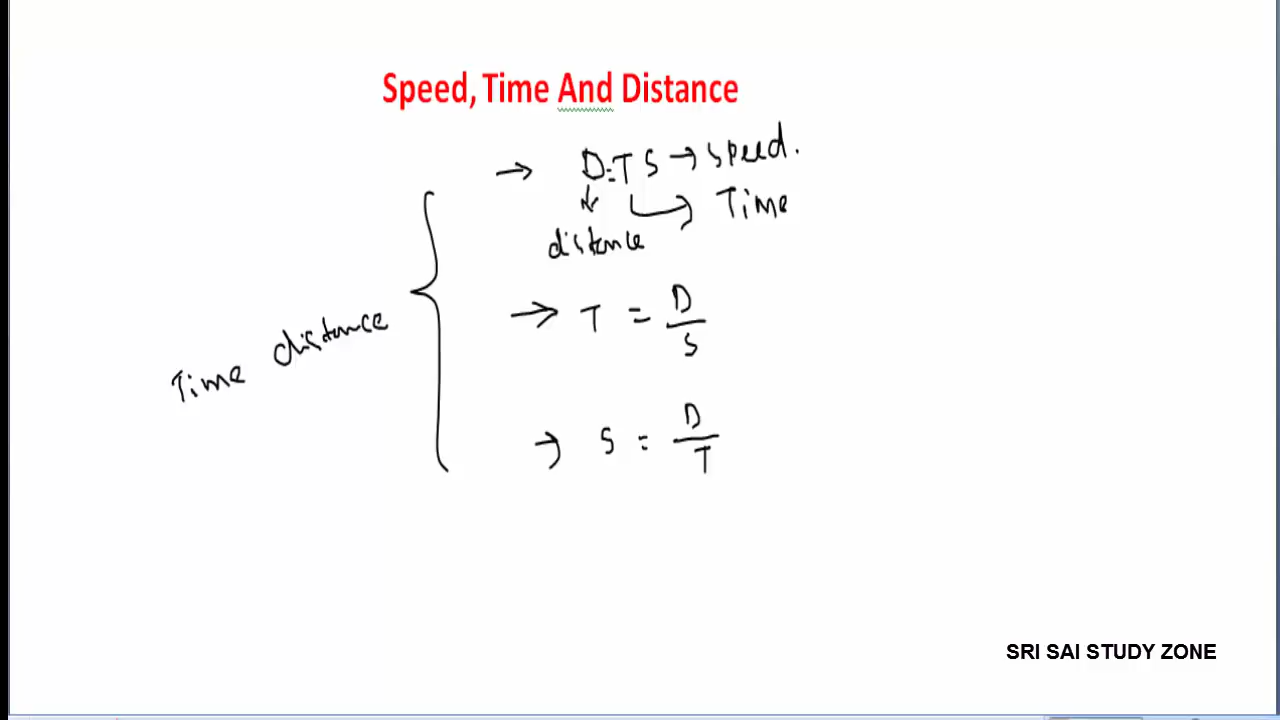 Speed, Time And Distance
→ D=TS → speed.
Time
distance
→ T = D/S
Time distance
→ S = D/T
SRI SAI STUDY ZONE